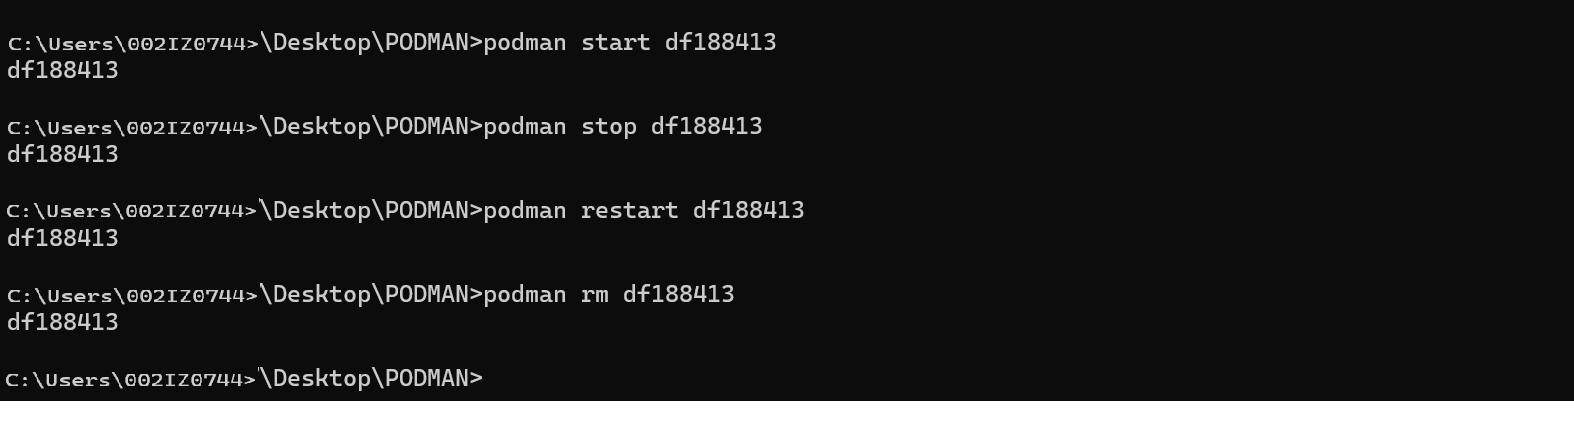 C:\Users\002IZ0744>\Desktop\PODMAN>podman start df188413
df188413
C:\Users\002IZ0744>\Desktop\PODMAN>podman stop df188413
df188413
C:\Users\002IZ0744>\Desktop\PODMAN>podman restart df188413
df188413
C:\Users\002IZ0744>\Desktop\PODMAN>podman rm df188413
df188413
C:\Users\002IZ0744>\Desktop\PODMAN>